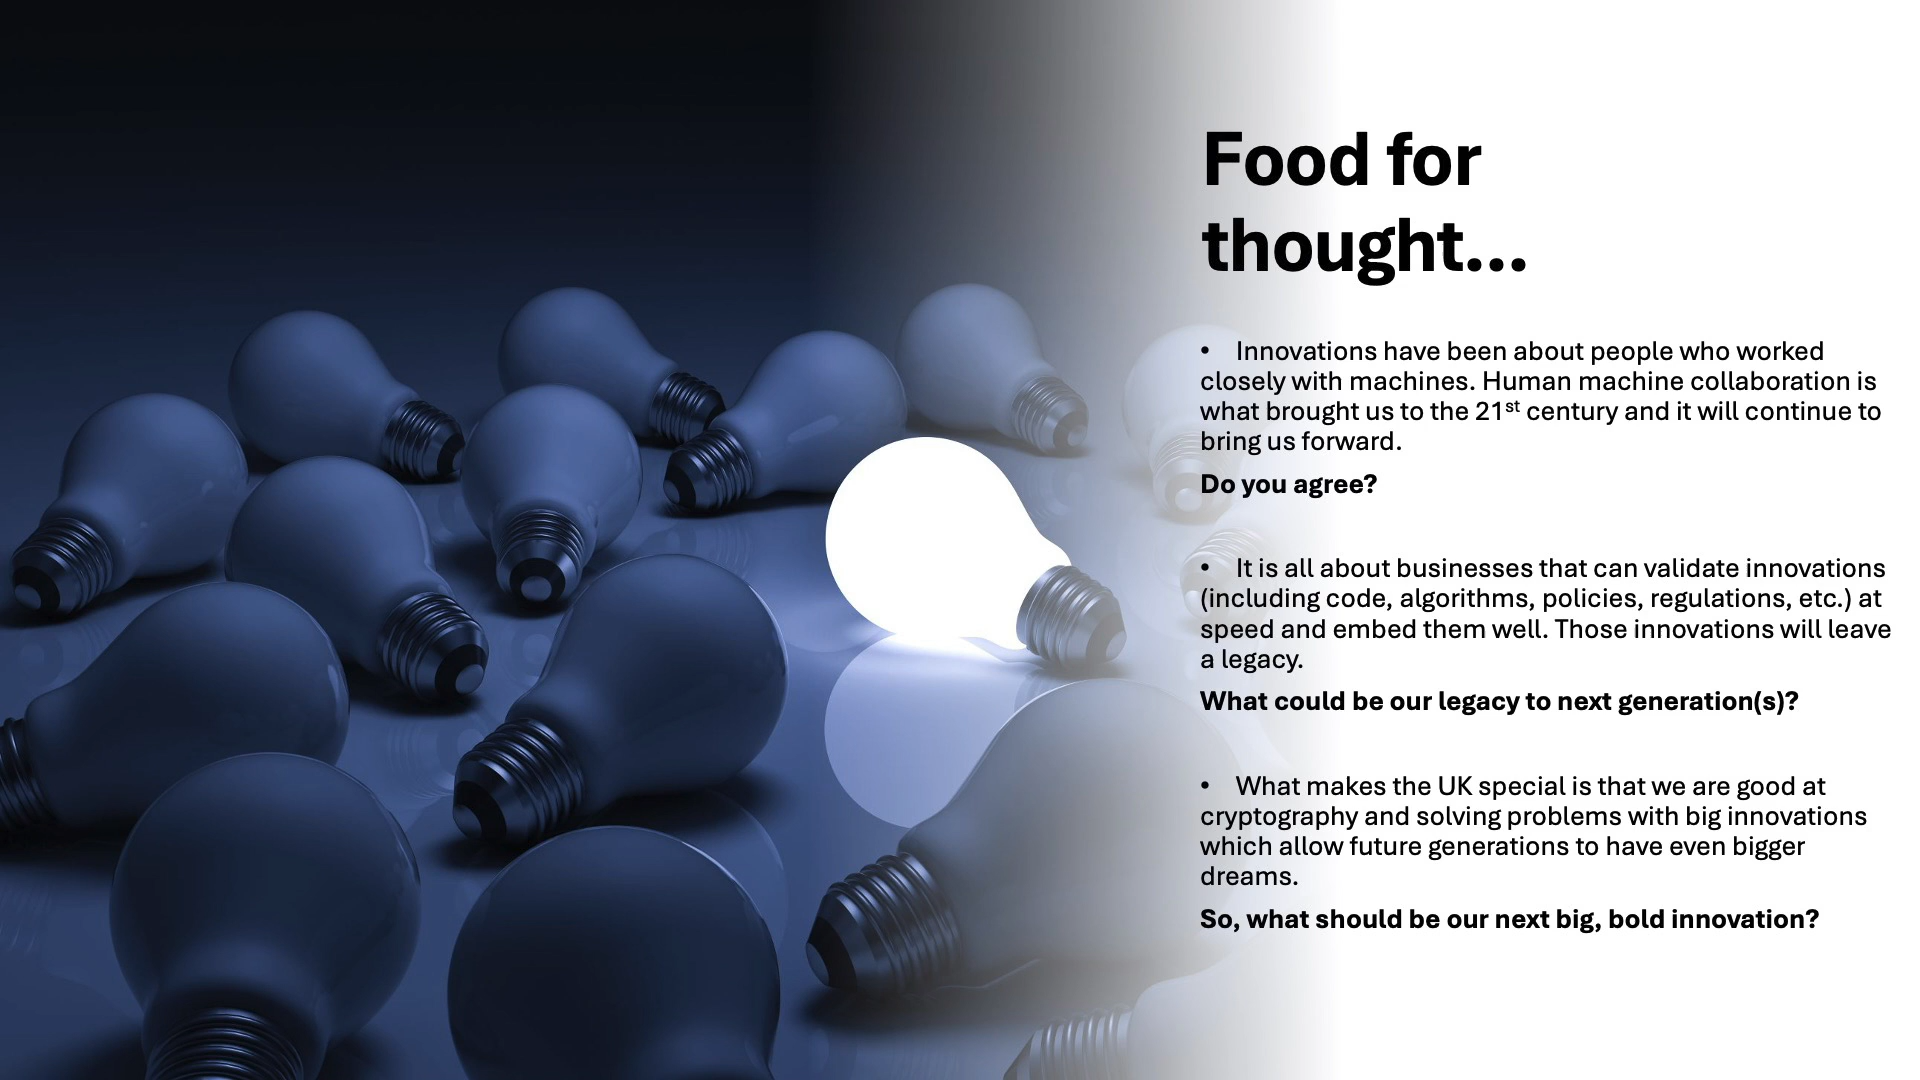 Food for
thought...
• Innovations have been about people who worked
closely with machines. Human machine collaboration is
what brought us to the 21st century and it will continue to
bring us forward.
Do you agree?
• It is all about businesses that can validate innovations
(including code, algorithms, policies, regulations, etc.) at
speed and embed them well. Those innovations will leave
a legacy.
What could be our legacy to next generation(s)?
• What makes the UK special is that we are good at
cryptography and solving problems with big innovations
which allow future generations to have even bigger
dreams.
So, what should be our next big, bold innovation?